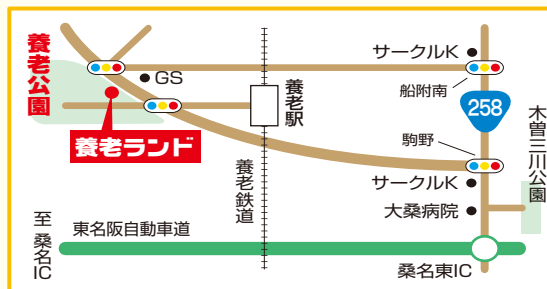 養老公園
GS
養老ランド
養老駅
養老鉄道
サークルK
船附南
258
木曽三川公園
駒野
サークルK
大桑病院
至 桑名IC
東名阪自動車道
桑名東IC